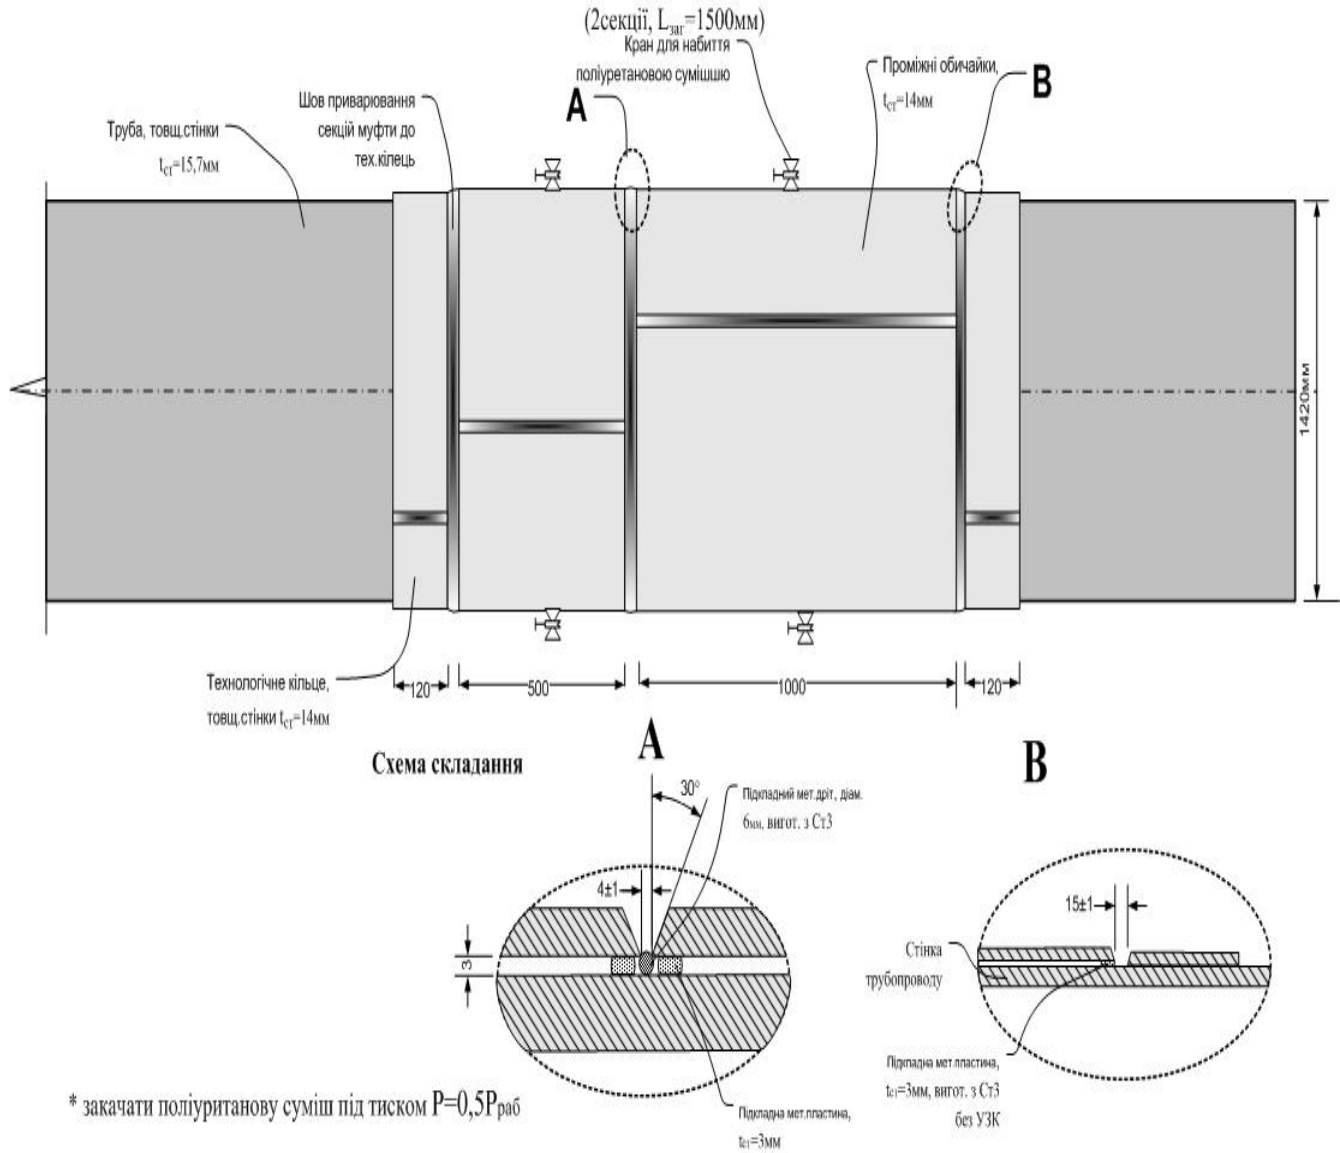 (2секції, Lзаг=1500мм)
Кран для набиття
поліуретановою сумішшю
A
B
Проміжні обичайки,
tст=14мм
Шов приварювання
секцій муфти до
тех.кілець
Труба, товщ.стінки
tст=15,7мм
1420мм
Технологічне кільце,
товщ.стінки tст=14мм
120
500
1000
120
Схема складання
A
B
30°
Підкладний мет.дріт, діам.
6мм, вигот. з Ст3
4±1
3
15±1
Стінка
трубопроводу
Підкладна мет.пластина,
tст=3мм, вигот. з Ст3
без УЗК
Підкладна мет.пластина,
tст=3мм
* закачати поліуританову суміш під тиском P=0,5Pраб